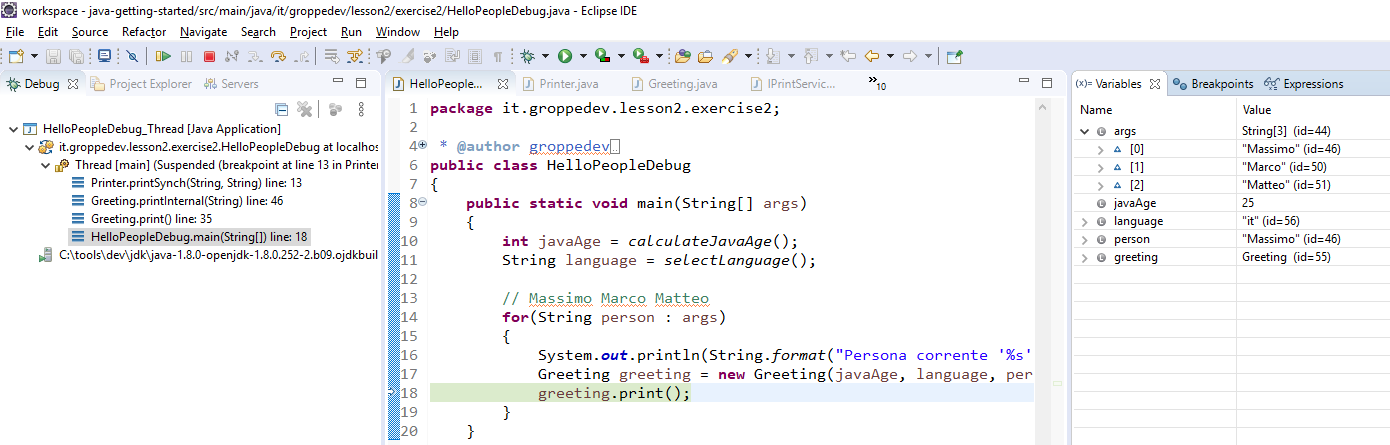 workspace - java-getting-started/src/main/java/it/groppedev/lesson2/exercise2/HelloPeopleDebug.java - Eclipse IDE
File Edit Source Refactor Navigate Search Project Run Window Help
Debug Project Explorer Servers
HelloPeopleDebug_Thread [Java Application]
it.groppedev.lesson2.exercise2.HelloPeopleDebug at localhos
Thread [main] (Suspended (breakpoint at line 13 in Printer
Printer.printSynch(String, String) line: 13
Greeting.printInternal(String) line: 46
Greeting.print() line: 35
HelloPeopleDebug.main(String[]) line: 18
C:\tools\dev\jdk\java-1.8.0-openjdk-1.8.0.252-2.b09.ojdkbuil
HelloPeople... Printer.java Greeting.java IPrintServic... »10
1 package it.groppedev.lesson2.exercise2;
2
4 * @author groppedev
6 public class HelloPeopleDebug
7 {
8 public static void main(String[] args)
9 {
10 int javaAge = calculateJavaAge();
11 String language = selectLanguage();
12
13 // Massimo Marco Matteo
14 for(String person : args)
15 {
16 System.out.println(String.format("Persona corrente '%s'
17 Greeting greeting = new Greeting(javaAge, language, per
18 greeting.print();
19 }
20 }
(x)= Variables Breakpoints Expressions
Name Value
args String[3] (id=44)
[0] "Massimo" (id=46)
[1] "Marco" (id=50)
[2] "Matteo" (id=51)
javaAge 25
language "it" (id=56)
person "Massimo" (id=46)
greeting Greeting (id=55)